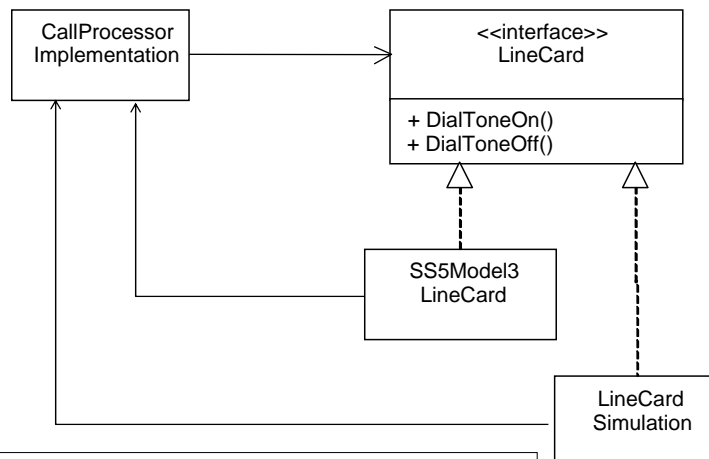 CallProcessor
Implementation
<<interface>>
LineCard
+ DialToneOn()
+ DialToneOff()
SS5Model3
LineCard
LineCard
Simulation